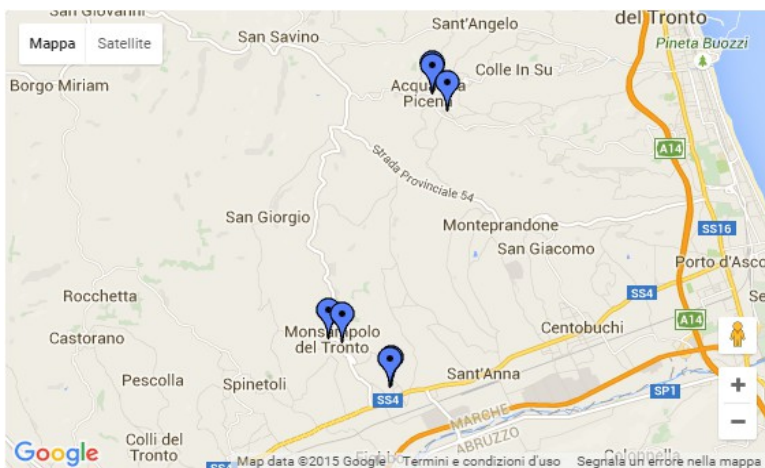 San Giovanni
Sant'Angelo
del Tronto
San Savino
Mappa Satellite
Pineta Buozzi
Colle In Su
Borgo Miriam
Picena
A14
Strada Provinciale 54
San Giorgio
Monteprandone
SS16
San Giacomo
Porto d'Asco
Rocchetta
SS4
Centobuchi
A14
Castorano
del Tronto
Sant'Anna
Pescolla
Spinetoli
SS4
SP1
+
MARCHE
ABRUZZO
−
Colli del
Tronto
Colonnella
Google
SS4
Map data ©2015 Google Termini e condizioni d'uso Segnala un errore nella mappa